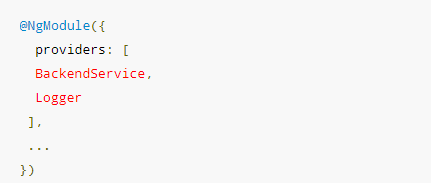 @NgModule({
  providers: [
  BackendService,
  Logger
 ],
 ...
})